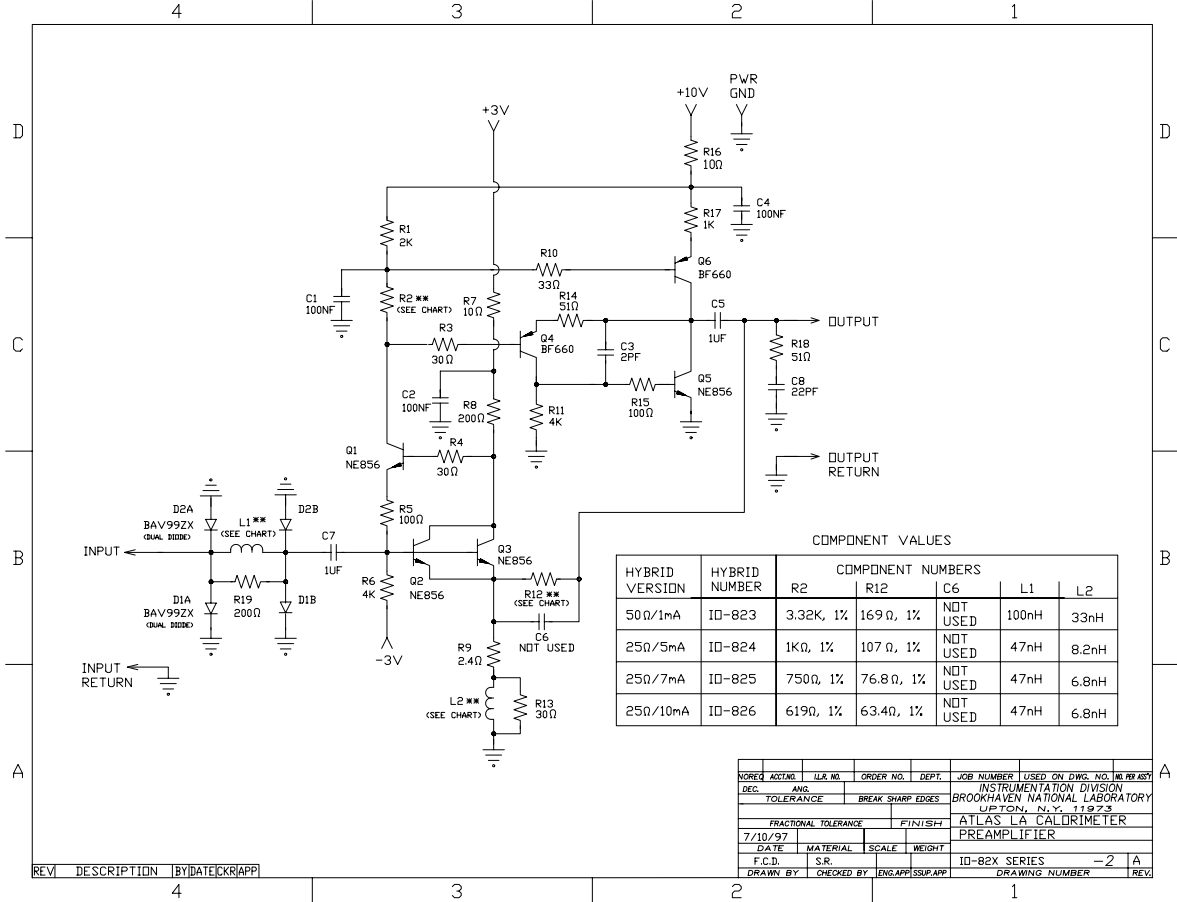 4 3 2 1
D
C
B
A
D
C
B
A
+3V
+10V
PWR
GND
R16
10Ω
R17
1K
C4
100NF
R1
2K
R10
33Ω
Q6
BF660
C1
100NF
R2 **
(SEE CHART)
R7
10Ω
R14
51Ω
C5
1UF
OUTPUT
R3
30Ω
Q4
BF660
C3
2PF
R18
51Ω
C8
22PF
C2
100NF
R8
200Ω
R11
4K
R15
100Ω
Q5
NE856
Q1
NE856
R4
30Ω
OUTPUT
RETURN
D2A
BAV99ZX
(DUAL DIODE)
L1 **
(SEE CHART)
D2B
R5
100Ω
INPUT
C7
1UF
Q3
NE856
D1A
BAV99ZX
(DUAL DIODE)
R19
200Ω
D1B
R6
4K
Q2
NE856
R12 **
(SEE CHART)
C6
NOT USED
-3V
R9
2.4Ω
INPUT
RETURN
L2 **
(SEE CHART)
R13
30Ω
COMPONENT VALUES
HYBRID VERSION HYBRID NUMBER COMPONENT NUMBERS
R2 R12 C6 L1 L2
50Ω/1mA IO-823 3.32K, 1% 169Ω, 1% NOT USED 100nH 33nH
25Ω/5mA IO-824 1KΩ, 1% 107Ω, 1% NOT USED 47nH 8.2nH
25Ω/7mA IO-825 750Ω, 1% 76.8Ω, 1% NOT USED 47nH 6.8nH
25Ω/10mA IO-826 619Ω, 1% 63.4Ω, 1% NOT USED 47nH 6.8nH
NOREQ ACCT.NO. I.L.R. NO. ORDER NO. DEPT. JOB NUMBER USED ON DWG. NO. NO. PER ASS'Y
DEC. ANG.
TOLERANCE BREAK SHARP EDGES
INSTRUMENTATION DIVISION
BROOKHAVEN NATIONAL LABORATORY
UPTON, N.Y. 11973
FRACTIONAL TOLERANCE FINISH
ATLAS LA CALORIMETER
PREAMPLIFIER
7/10/97
DATE MATERIAL SCALE WEIGHT
F.C.D. S.R. IO-82X SERIES -2 A
DRAWN BY CHECKED BY ENG.APP SUP.APP DRAWING NUMBER REV.
REV DESCRIPTION BY DATE CKR APP
4 3 2 1